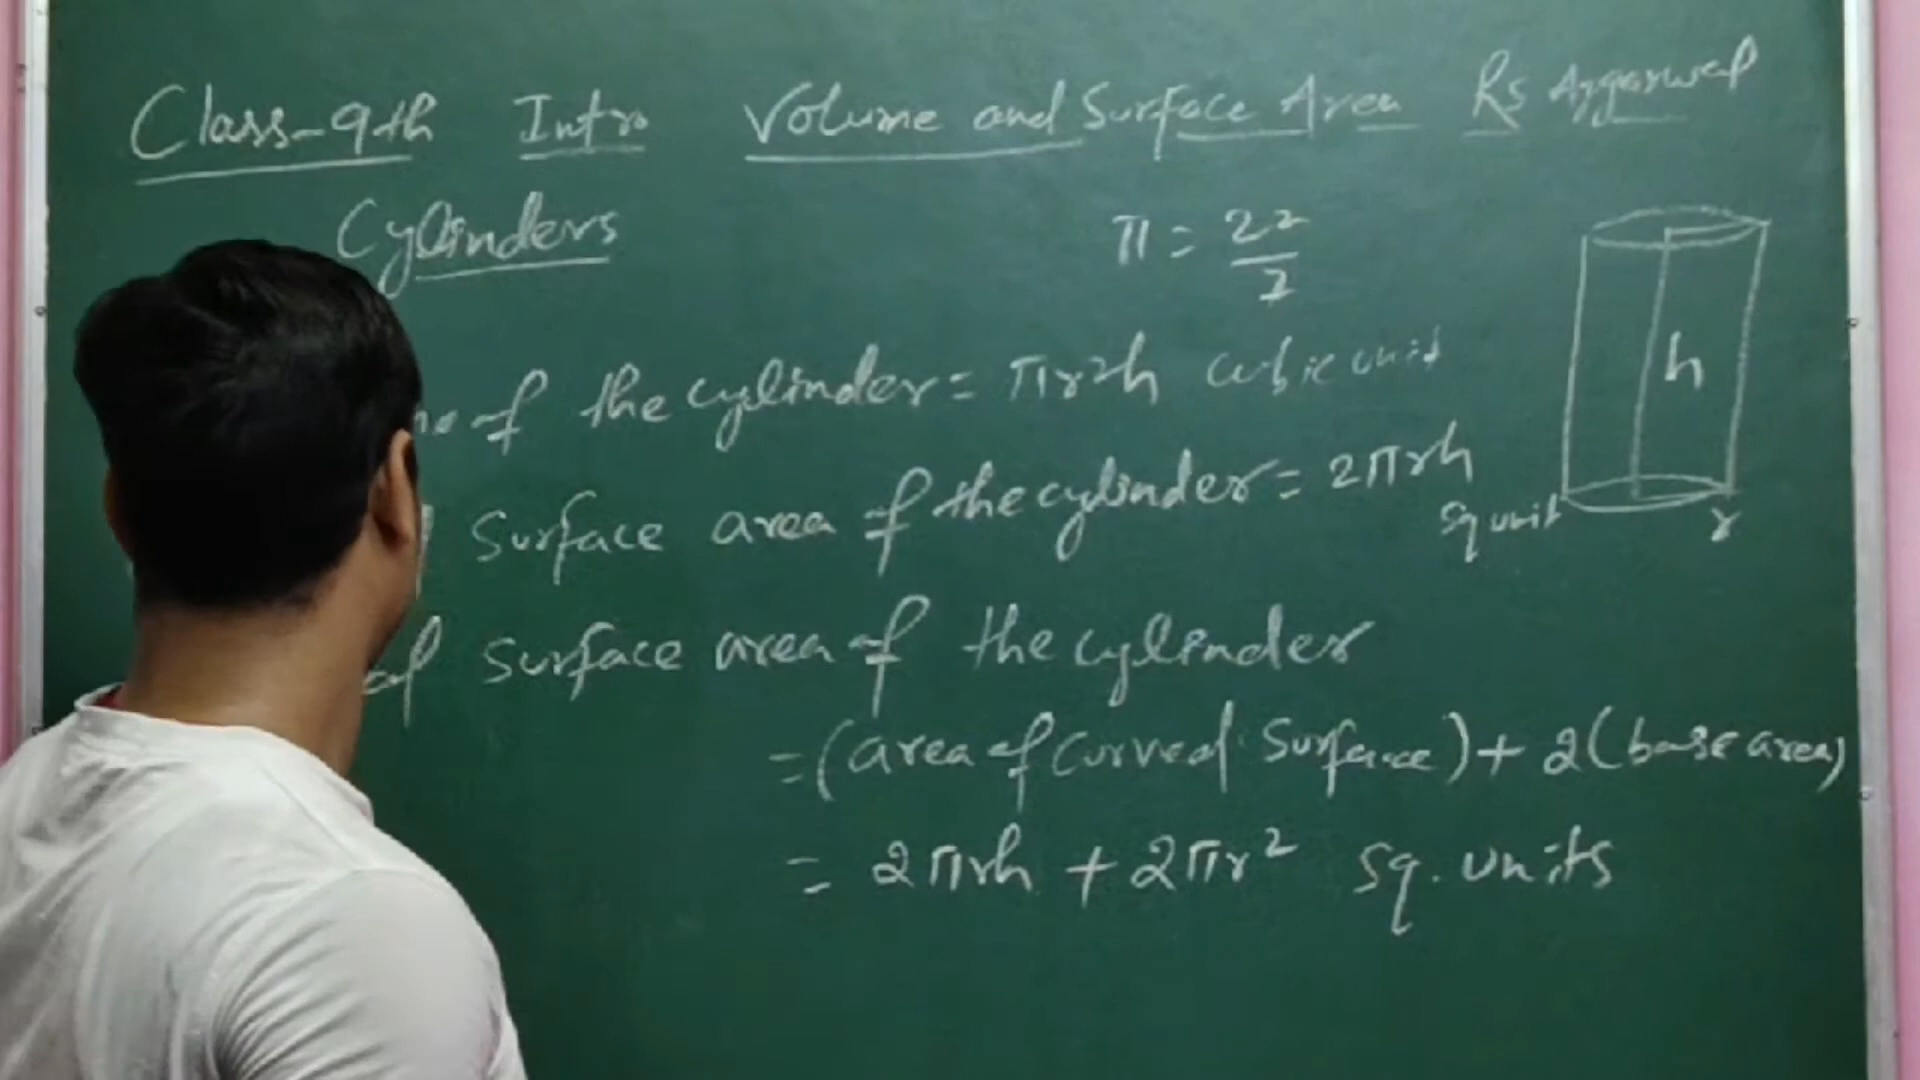 Class-9th Intro Volume and Surface Area RS Aggarwal
Cylinders
π = 22/7
of the cylinder = πr²h cubic unit
h
surface area of the cylinder = 2πrh
sq unit
r
surface area of the cylinder
= (area of curved surface) + 2(base area)
= 2πrh + 2πr² sq. units